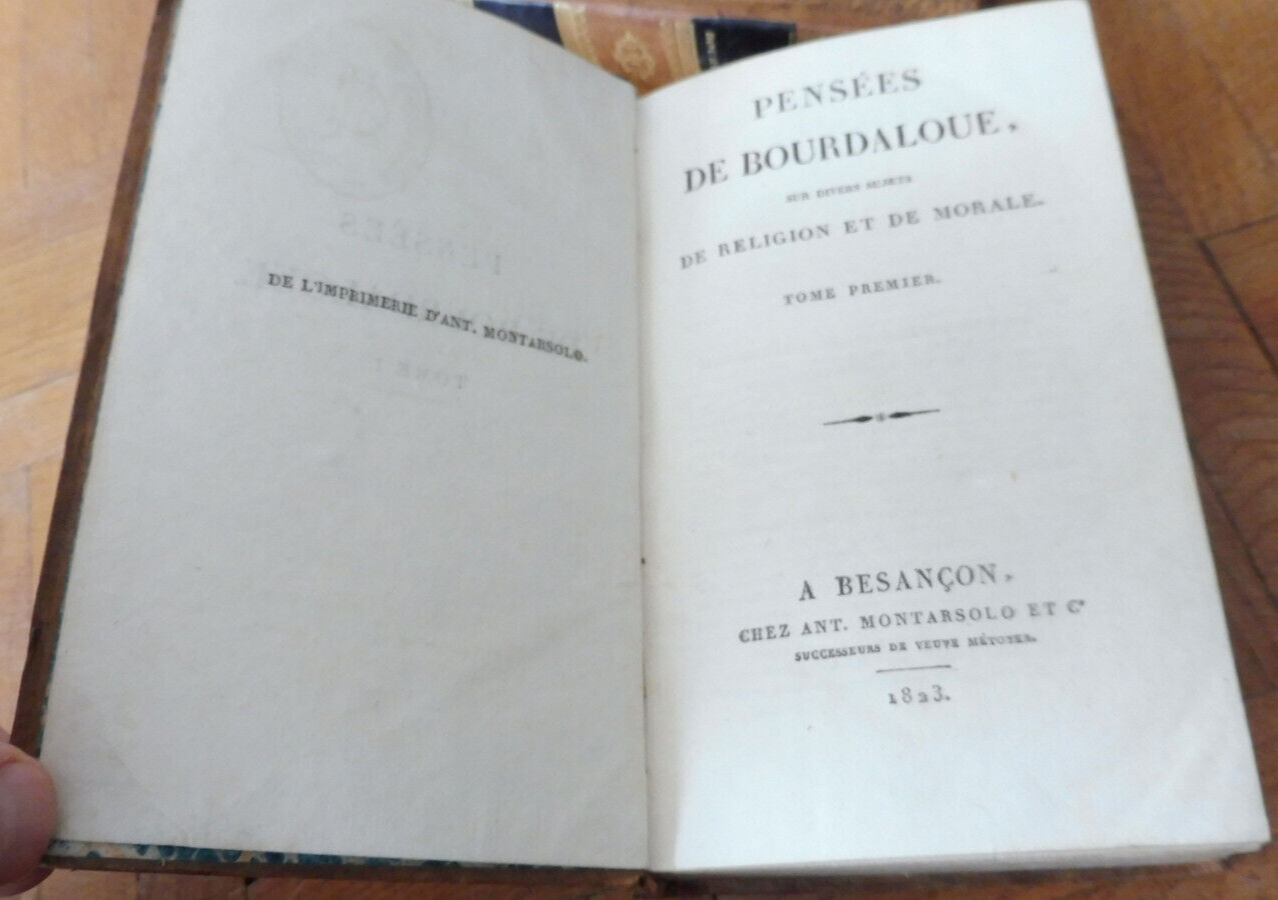 DE L'IMPRIMERIE D'ANT. MONTARSOLO.
PENSÉES
DE BOURDALOUE,
SUR DIVERS SUJETS
DE RELIGION ET DE MORALE.
TOME PREMIER.
A BESANÇON,
CHEZ ANT. MONTARSOLO ET Cᵉ
SUCCESSEURS DE VEUVE MÉTOYER.
1823.